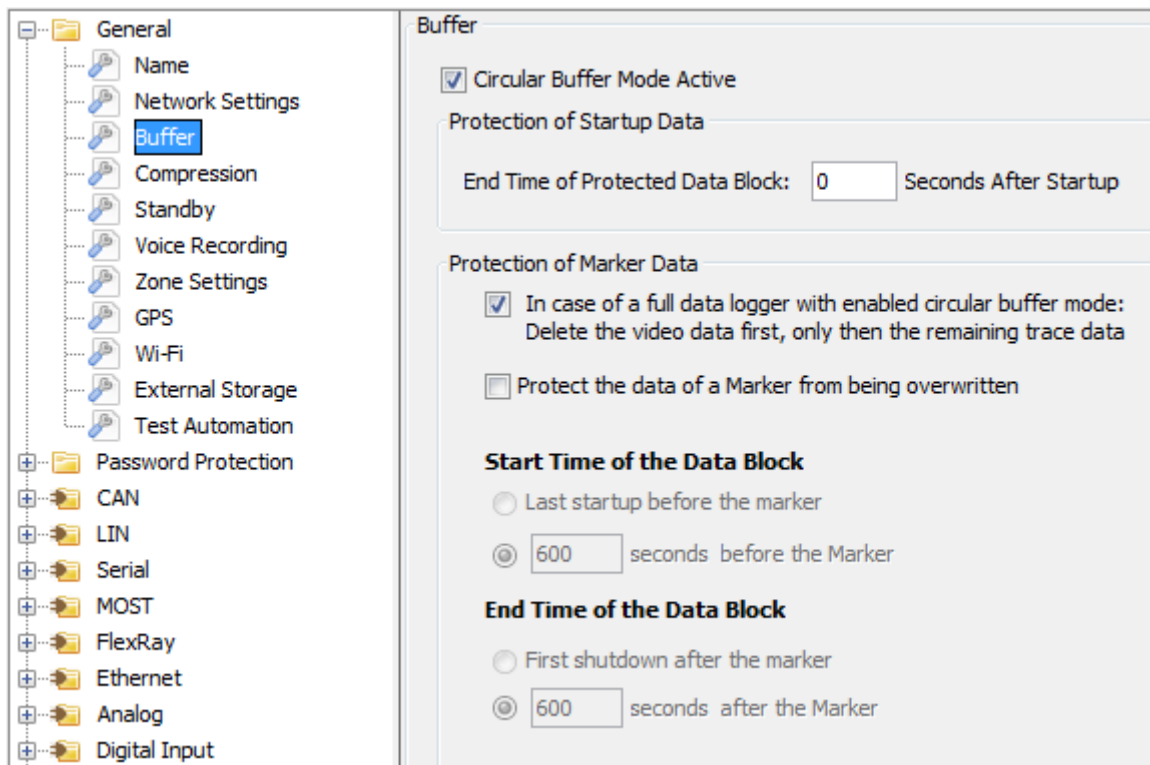 General
Name
Network Settings
Buffer
Compression
Standby
Voice Recording
Zone Settings
GPS
Wi-Fi
External Storage
Test Automation
Password Protection
CAN
LIN
Serial
MOST
FlexRay
Ethernet
Analog
Digital Input
Buffer
Circular Buffer Mode Active
Protection of Startup Data
End Time of Protected Data Block: 0 Seconds After Startup
Protection of Marker Data
In case of a full data logger with enabled circular buffer mode:
Delete the video data first, only then the remaining trace data
Protect the data of a Marker from being overwritten
Start Time of the Data Block
Last startup before the marker
600 seconds before the Marker
End Time of the Data Block
First shutdown after the marker
600 seconds after the Marker